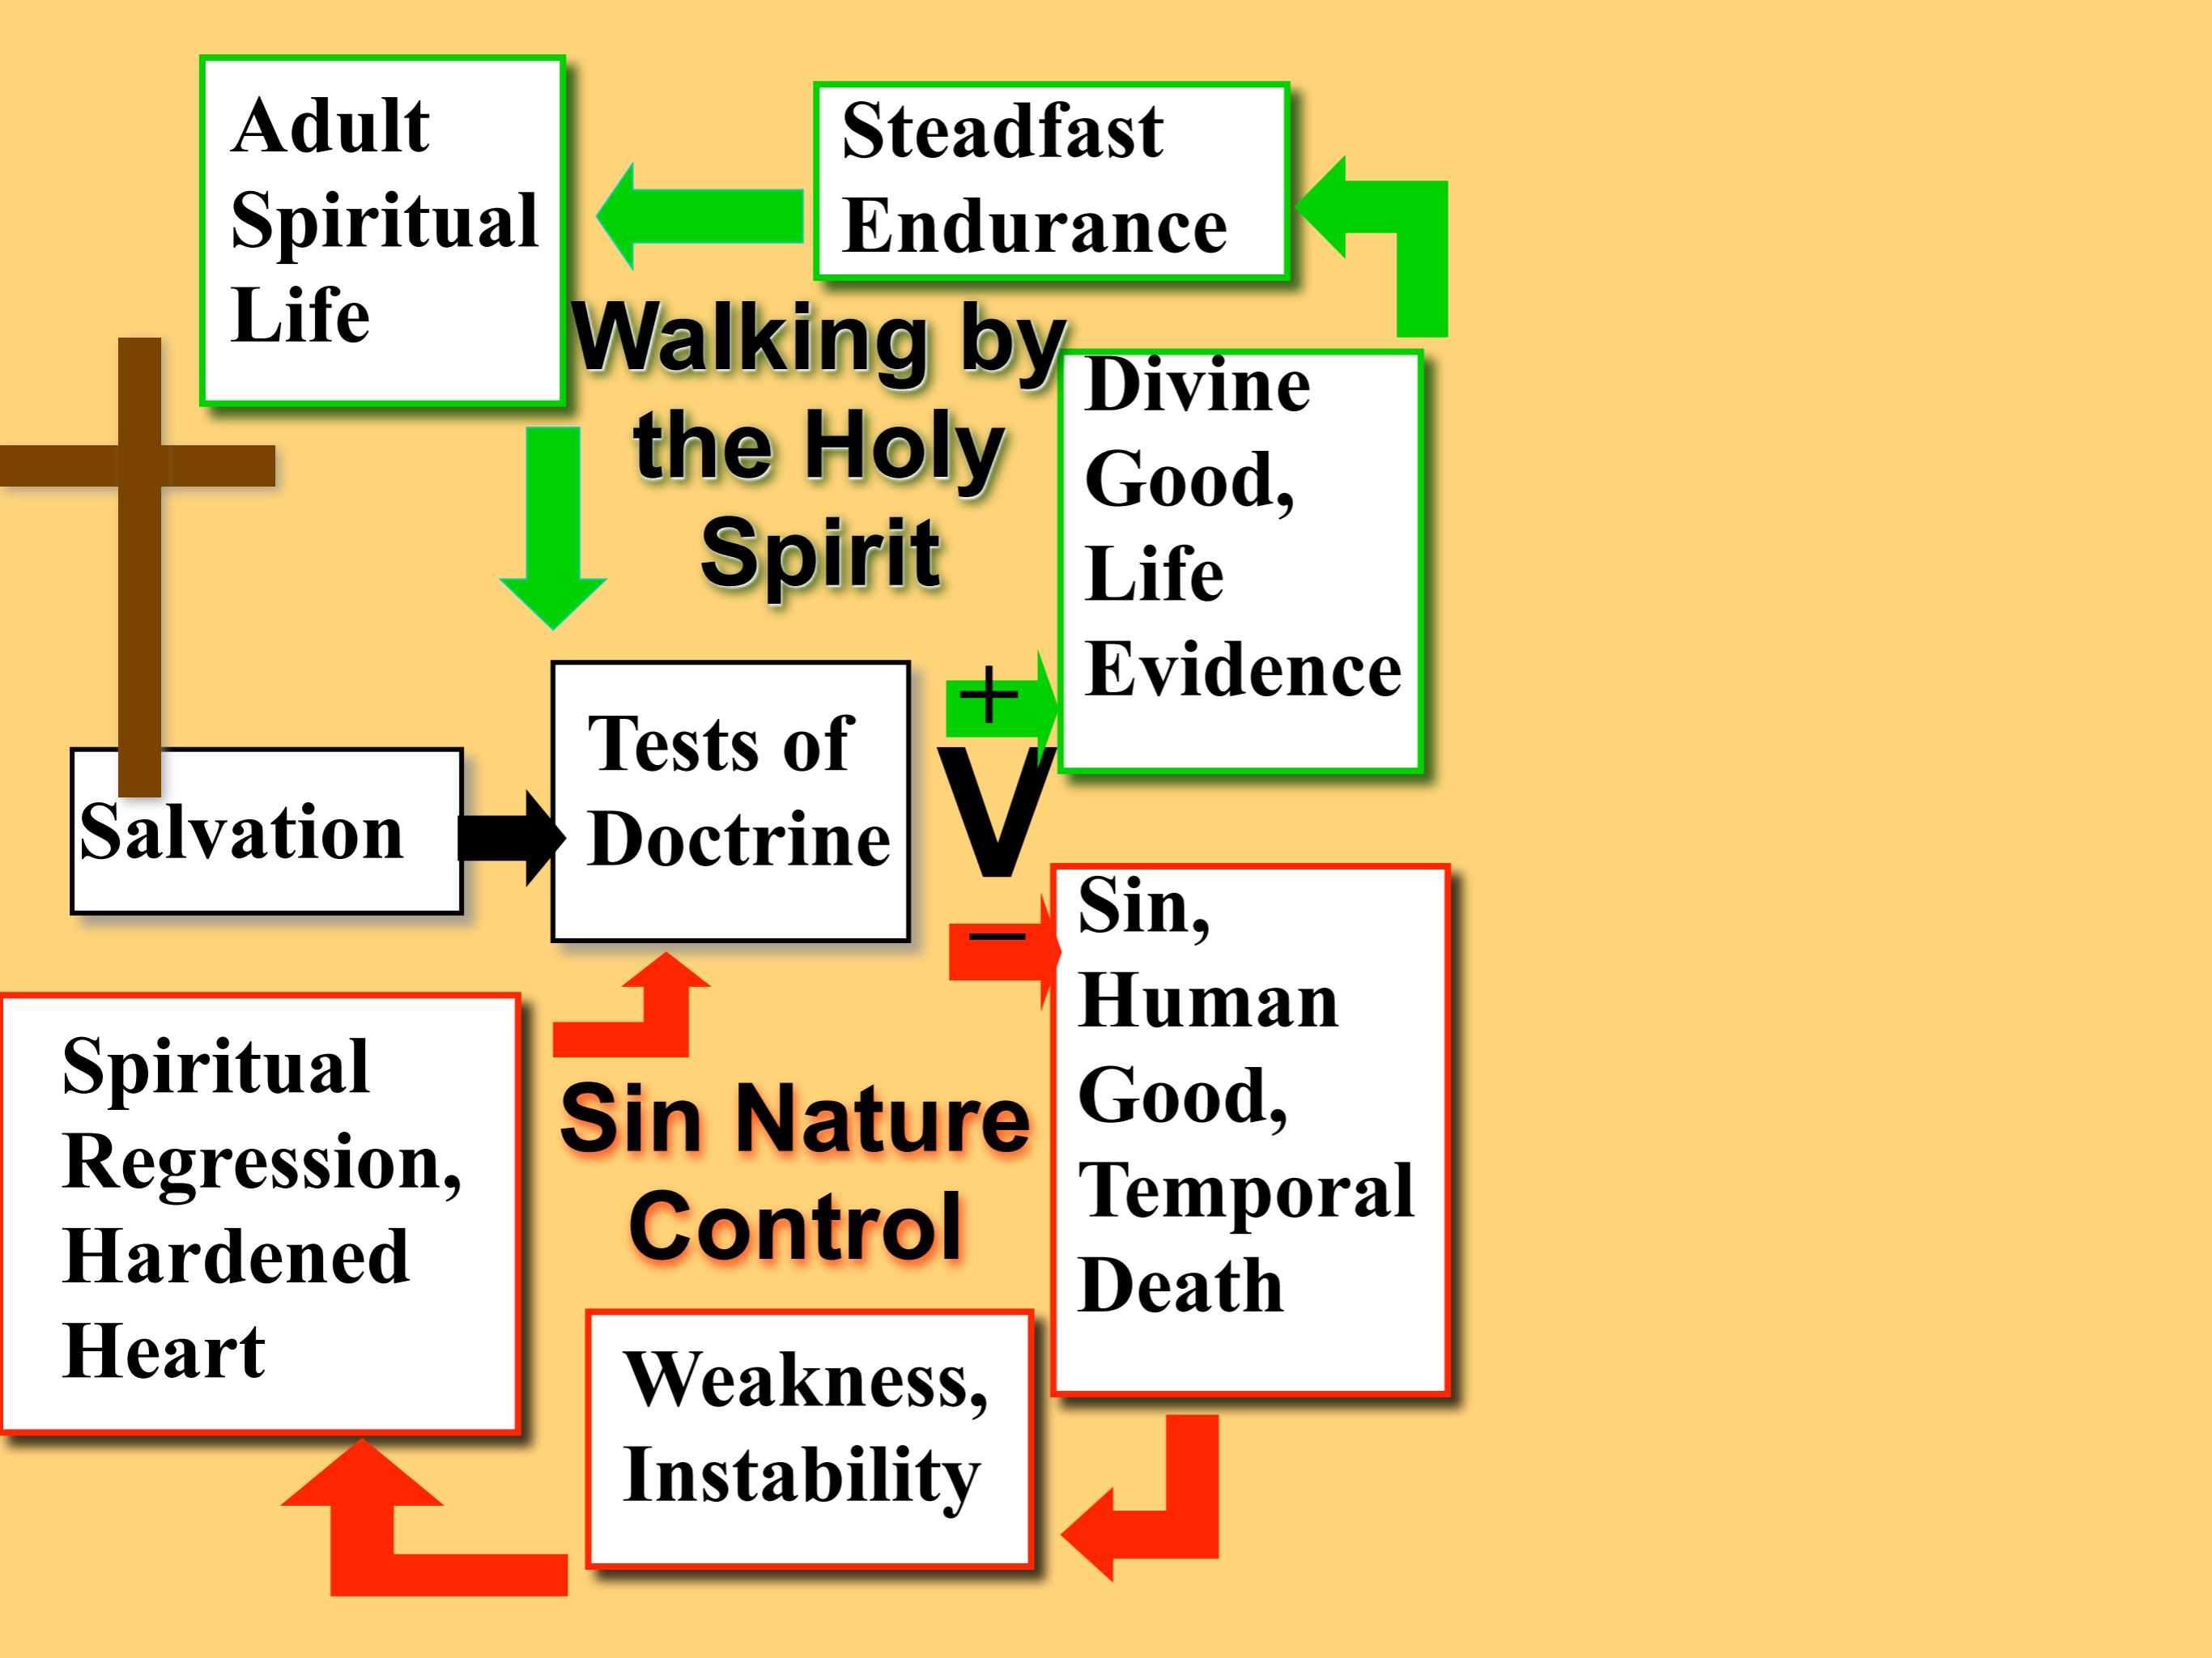 Adult
Spiritual
Life
Steadfast
Endurance
Walking by
the Holy
Spirit
Divine
Good,
Life
Evidence
Salvation
Tests of
Doctrine
+
V
–
Sin,
Human
Good,
Temporal
Death
Spiritual
Regression,
Hardened
Heart
Sin Nature
Control
Weakness,
Instability